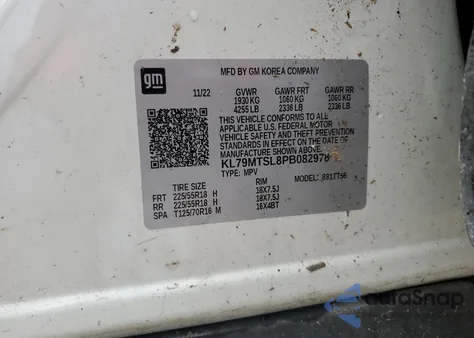 gm
MFD BY GM KOREA COMPANY
11/22 GVWR GAWR FRT GAWR RR
1930 KG 1060 KG 1060 KG
4255 LB 2336 LB 2336 LB
THIS VEHICLE CONFORMS TO ALL
APPLICABLE U.S. FEDERAL MOTOR
VEHICLE SAFETY AND BUMPER
STANDARDS IN EFFECT ON THE DATE OF
MANUFACTURE SHOWN ABOVE.
KL79MTSL8PB082978
TYPE: MPV MODEL:
TIRE SIZE RIM
FRT 225/55R18 H 18X7.5J
RR 225/55R18 H 18X7.5J
SPA T125/70R16 M 16X4BT
AutoSnap